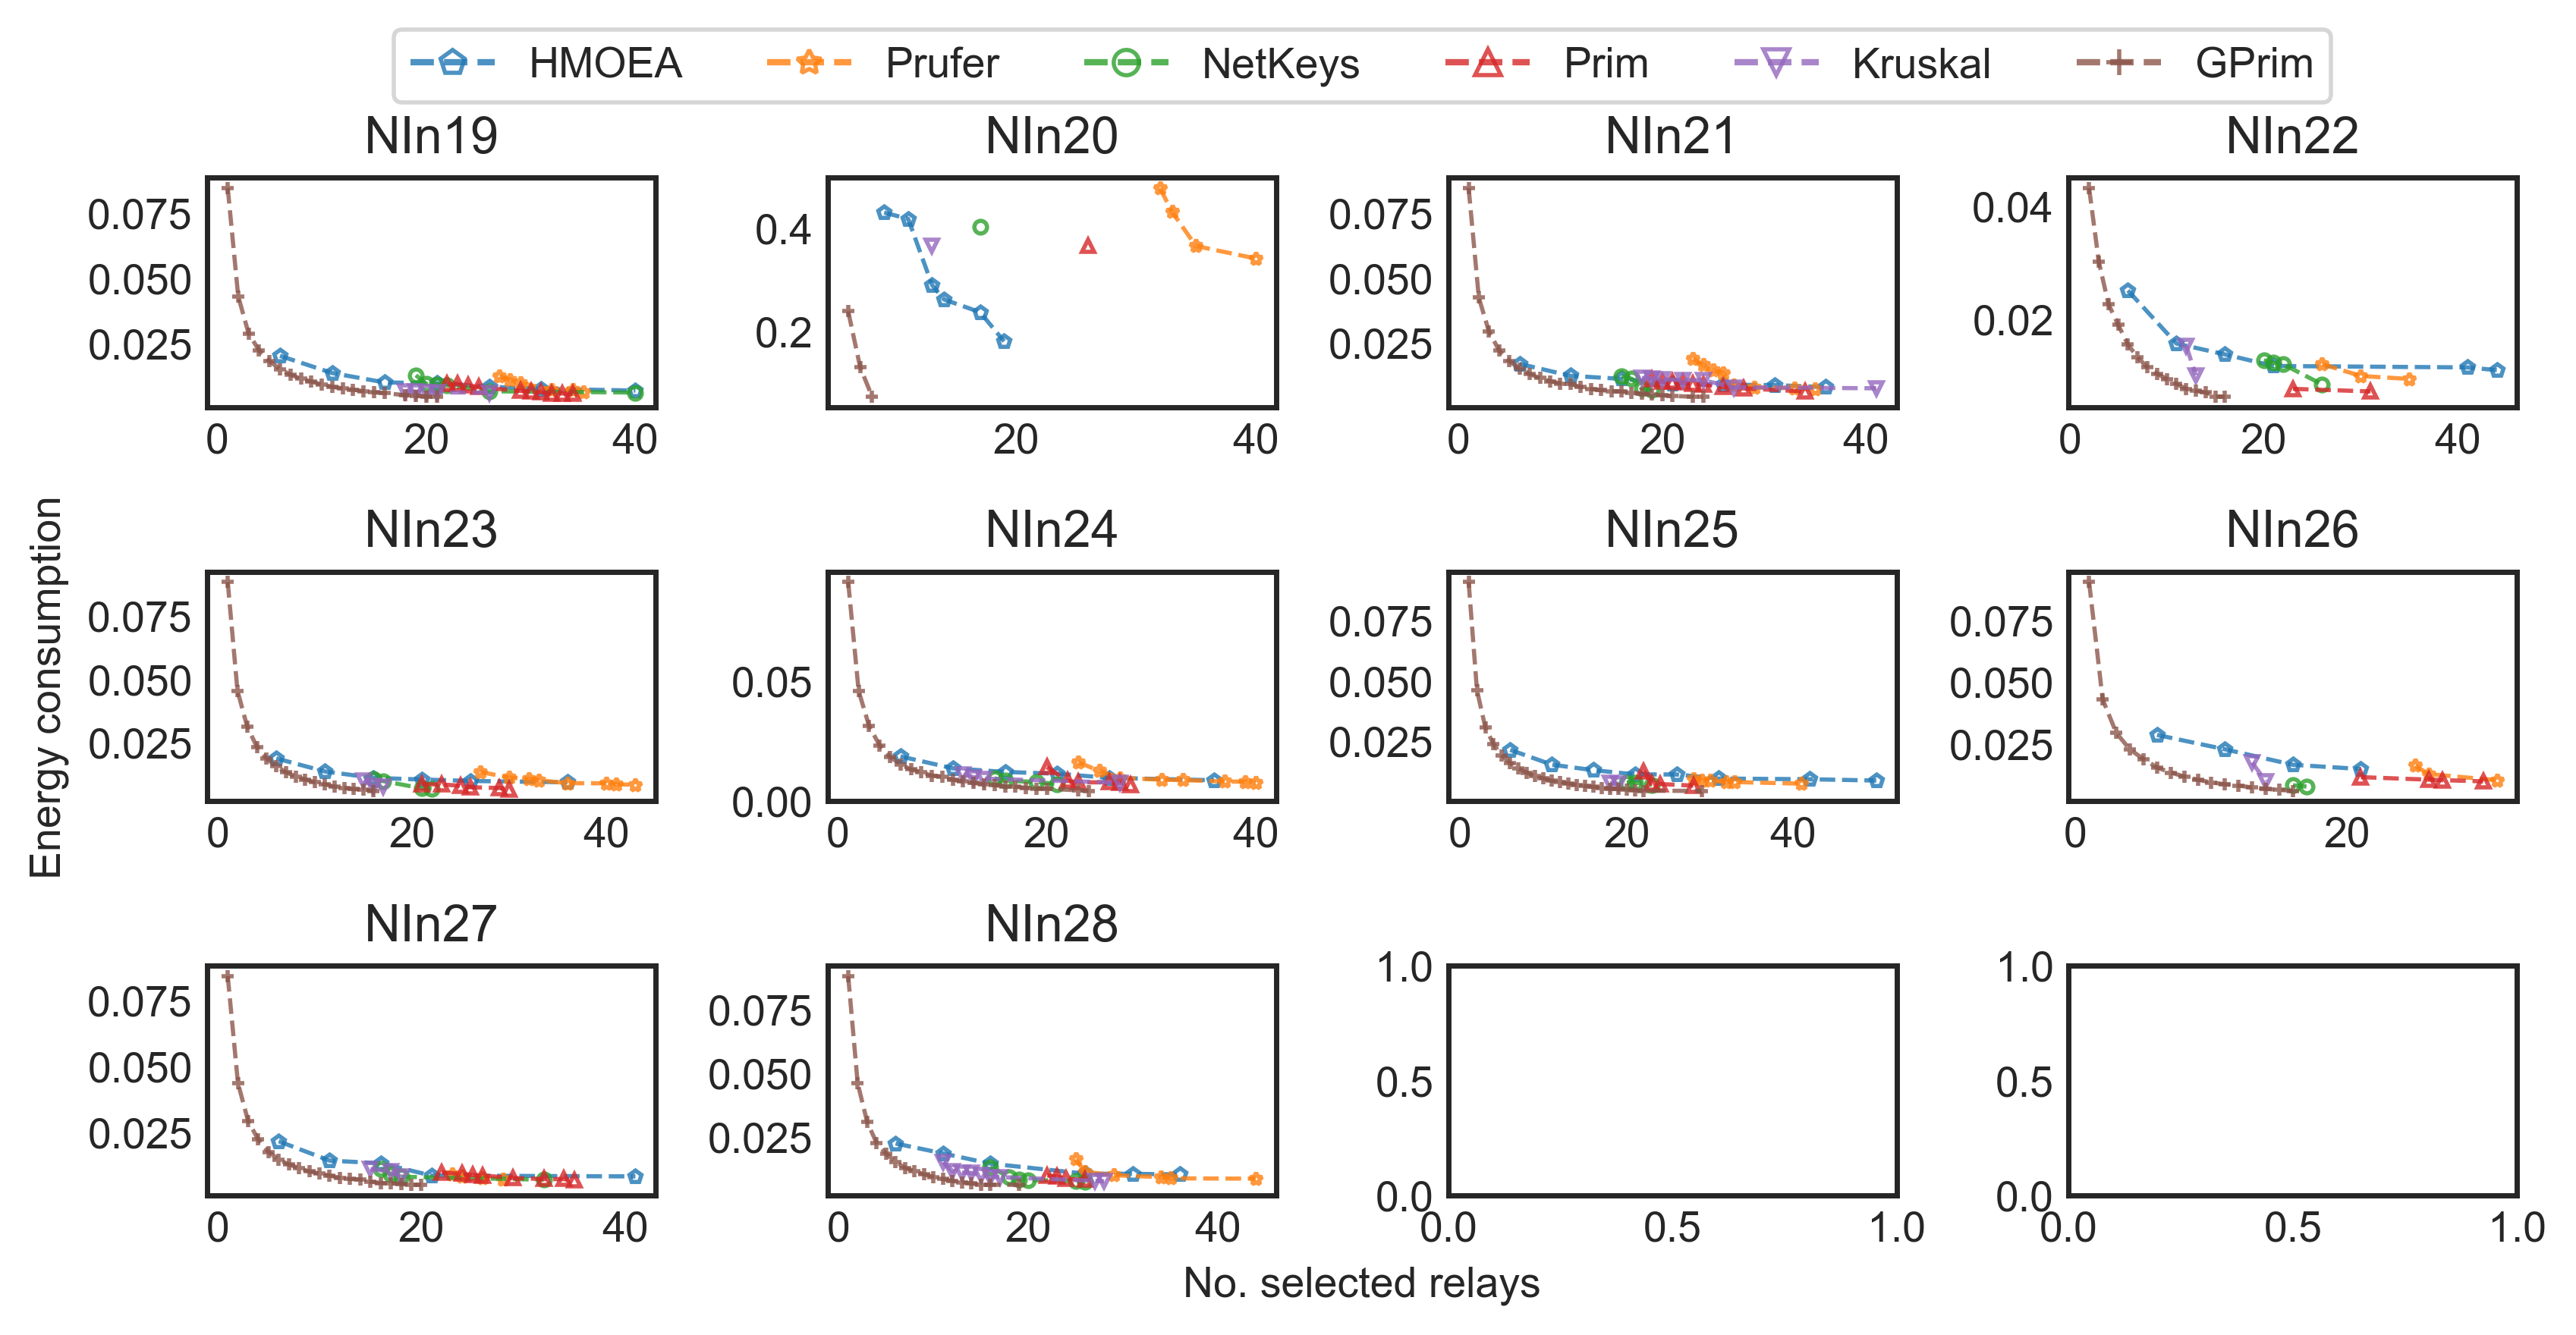 HMOEA Prufer NetKeys Prim Kruskal GPrim
NIn19 NIn20 NIn21 NIn22
0.075 0.4 0.075 0.04
0.050 0.050
0.025 0.2 0.025 0.02
0 20 40 20 40 0 20 40 0 20 40
Energy consumption
NIn23 NIn24 NIn25 NIn26
0.075 0.075 0.075
0.050 0.05 0.050 0.050
0.025 0.025 0.025
0.00
0 20 40 0 20 40 0 20 40 0 20
NIn27 NIn28
0.075 0.075 1.0 1.0
0.050 0.050 0.5 0.5
0.025 0.025 0.0 0.0
0 20 40 0 20 40 0.0 0.5 1.0 0.0 0.5 1.0
No. selected relays